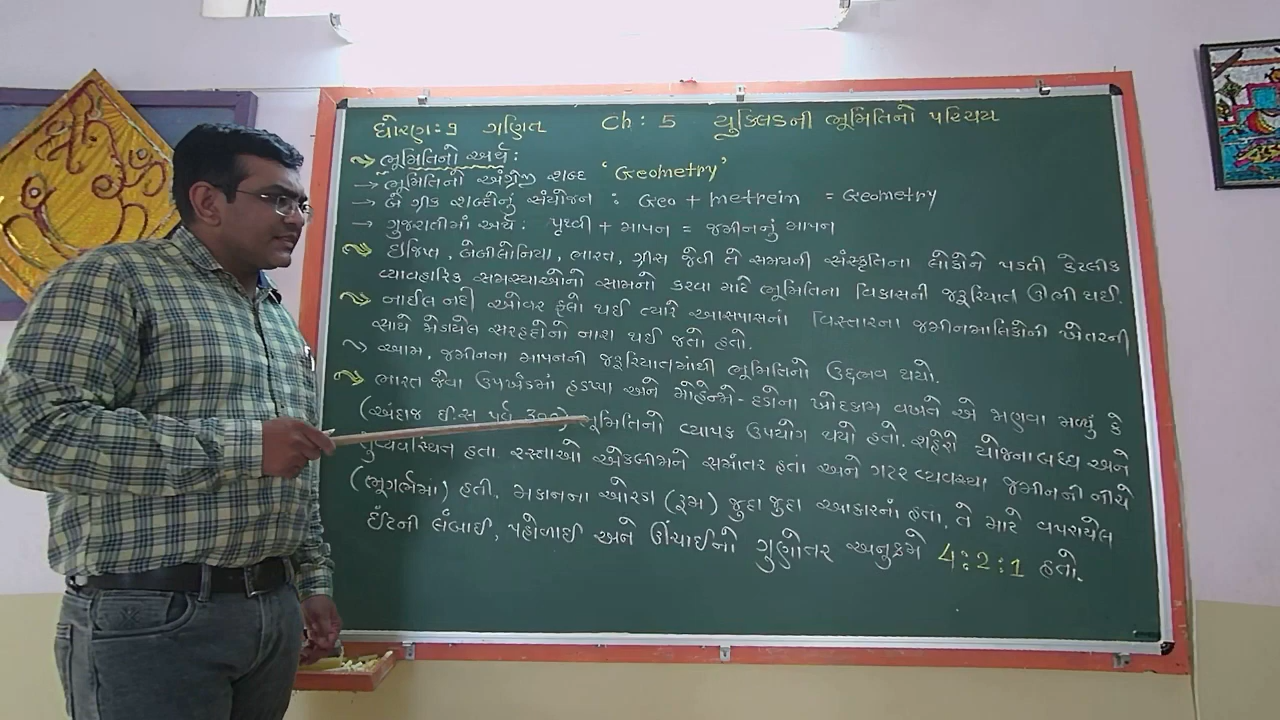 ધોરણ: 9 ગણિત Ch: 5 યુક્લિડની ભૂમિતિનો પરિચય
ભૂમિતિનો અર્થ:
→ ભૂમિતિનો અંગ્રેજી શબ્દ 'Geometry'
→ બે ગ્રીક શબ્દોનું સંયોજન : Geo + metrein = Geometry
→ ગુજરાતીમાં અર્થ: પૃથ્વી + માપન = જમીનનું માપન
ઇજિપ્ત, બેબીલોનિયા, ભારત, ગ્રીસ જેવી તે સમયની સંસ્કૃતિના લોકોને પડતી કેટલીક
વ્યાવહારિક સમસ્યાઓનો સામનો કરવા માટે ભૂમિતિના વિકાસની જરૂરિયાત ઊભી થઈ.
નાઈલ નદી ઓવર ફ્લો થઈ ત્યારે આસપાસનાં વિસ્તારના જમીનમાલિકોની ખેતરની
સાથે જોડાયેલ સરહદોનો નાશ થઈ જતો હતો.
આમ, જમીનના માપનની જરૂરિયાતમાંથી ભૂમિતિનો ઉદ્ભવ થયો.
ભારત જેવા ઉપખંડમાં હડપ્પા અને મોહેન્મો-દડોના ખોદકામ વખતે એ જાણવા મળ્યું કે
(અંદાજ ઈ.સ પૂર્વે 300) ભૂમિતિનો વ્યાપક ઉપયોગ થયો હતો. શહેરો યોજનાબધ્ધ અને
સુવ્યવસ્થિત હતા. રસ્તાઓ એકબીજાને સમાંતર હતાં અને ગટર વ્યવસ્થા જમીનની નીચે
(ભૂગર્ભમાં) હતી. મકાનના ઓરડા (રૂમ) જુદા જુદા આકારનાં હતા. તે માટે વપરાયેલ
ઈંટની લંબાઈ, પહોળાઈ અને ઊંચાઈનો ગુણોતર અનુક્રમે 4:2:1 હતો.